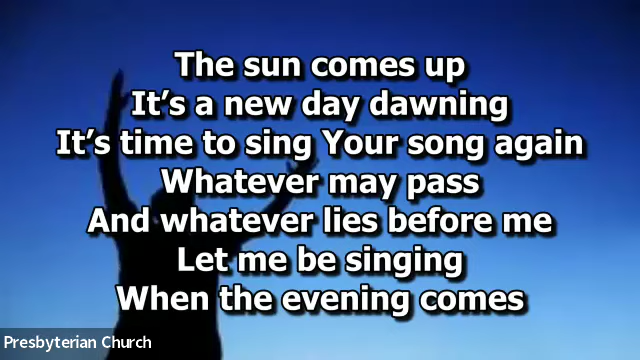 The sun comes up
It’s a new day dawning
It’s time to sing Your song again
Whatever may pass
And whatever lies before me
Let me be singing
When the evening comes
Presbyterian Church